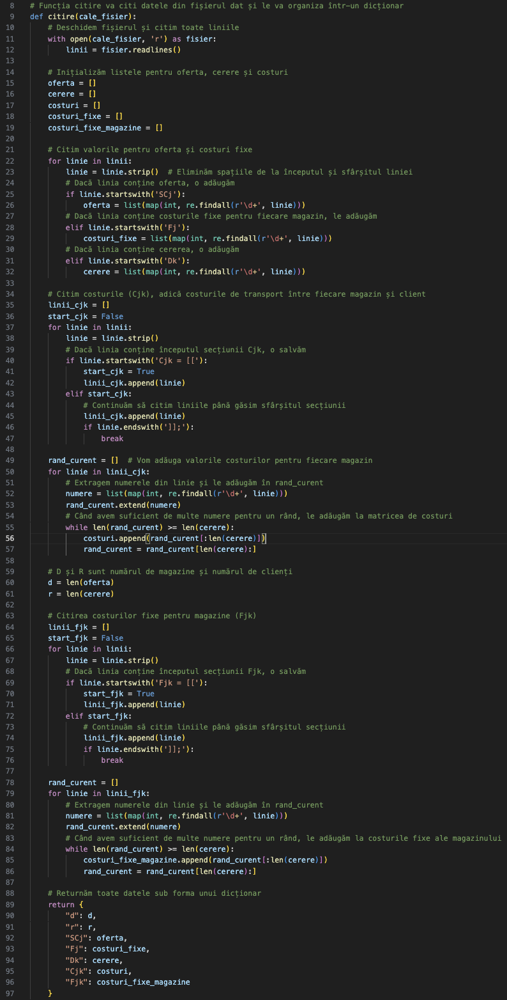 8 # Funcția citire va citi datele din fișierul dat și le va organiza într-un dicționar
9 def citire(cale_fisier):
10     # Deschidem fișierul și citim toate liniile
11     with open(cale_fisier, 'r') as fisier:
12         linii = fisier.readlines()
13
14     # Inițializăm listele pentru oferta, cerere și costuri
15     oferta = []
16     cerere = []
17     costuri = []
18     costuri_fixe = []
19     costuri_fixe_magazine = []
20
21     # Citim valorile pentru oferta și costuri fixe
22     for linie in linii:
23         linie = linie.strip()  # Eliminăm spațiile de la începutul și sfârșitul liniei
24         # Dacă linia conține oferta, o adăugăm
25         if linie.startswith('SCj'):
26             oferta = list(map(int, re.findall(r'\d+', linie)))
27         # Dacă linia conține costurile fixe pentru fiecare magazin, le adăugăm
28         elif linie.startswith('Fj'):
29             costuri_fixe = list(map(int, re.findall(r'\d+', linie)))
30         # Dacă linia conține cererea, o adăugăm
31         elif linie.startswith('Dk'):
32             cerere = list(map(int, re.findall(r'\d+', linie)))
33
34     # Citim costurile (Cjk), adică costurile de transport între fiecare magazin și client
35     linii_cjk = []
36     start_cjk = False
37     for linie in linii:
38         linie = linie.strip()
39         # Dacă linia conține începutul secțiunii Cjk, o salvăm
40         if linie.startswith('Cjk = [['):
41             start_cjk = True
42             linii_cjk.append(linie)
43         elif start_cjk:
44             # Continuăm să citim liniile până găsim sfârșitul secțiunii
45             linii_cjk.append(linie)
46             if linie.endswith(']];'):
47                 break
48
49     rand_curent = []  # Vom adăuga valorile costurilor pentru fiecare magazin
50     for linie in linii_cjk:
51         # Extragem numerele din linie și le adăugăm în rand_curent
52         numere = list(map(int, re.findall(r'\d+', linie)))
53         rand_curent.extend(numere)
54         # Când avem suficient de multe numere pentru un rând, le adăugăm la matricea de costuri
55         while len(rand_curent) >= len(cerere):
56             costuri.append(rand_curent[:len(cerere)])
57             rand_curent = rand_curent[len(cerere):]
58
59     # D și R sunt numărul de magazine și numărul de clienți
60     d = len(oferta)
61     r = len(cerere)
62
63     # Citirea costurilor fixe pentru magazine (Fjk)
64     linii_fjk = []
65     start_fjk = False
66     for linie in linii:
67         linie = linie.strip()
68         # Dacă linia conține începutul secțiunii Fjk, o salvăm
69         if linie.startswith('Fjk = [['):
70             start_fjk = True
71             linii_fjk.append(linie)
72         elif start_fjk:
73             # Continuăm să citim liniile până găsim sfârșitul secțiunii
74             linii_fjk.append(linie)
75             if linie.endswith(']];'):
76                 break
77
78     rand_curent = []
79     for linie in linii_fjk:
80         # Extragem numerele din linie și le adăugăm în rand_curent
81         numere = list(map(int, re.findall(r'\d+', linie)))
82         rand_curent.extend(numere)
83         # Când avem suficient de multe numere pentru un rând, le adăugăm la costurile fixe ale magazinului
84         while len(rand_curent) >= len(cerere):
85             costuri_fixe_magazine.append(rand_curent[:len(cerere)])
86             rand_curent = rand_curent[len(cerere):]
87
88     # Returnăm toate datele sub forma unui dicționar
89     return {
90         "d": d,
91         "r": r,
92         "SCj": oferta,
93         "Fj": costuri_fixe,
94         "Dk": cerere,
95         "Cjk": costuri,
96         "Fjk": costuri_fixe_magazine
97     }